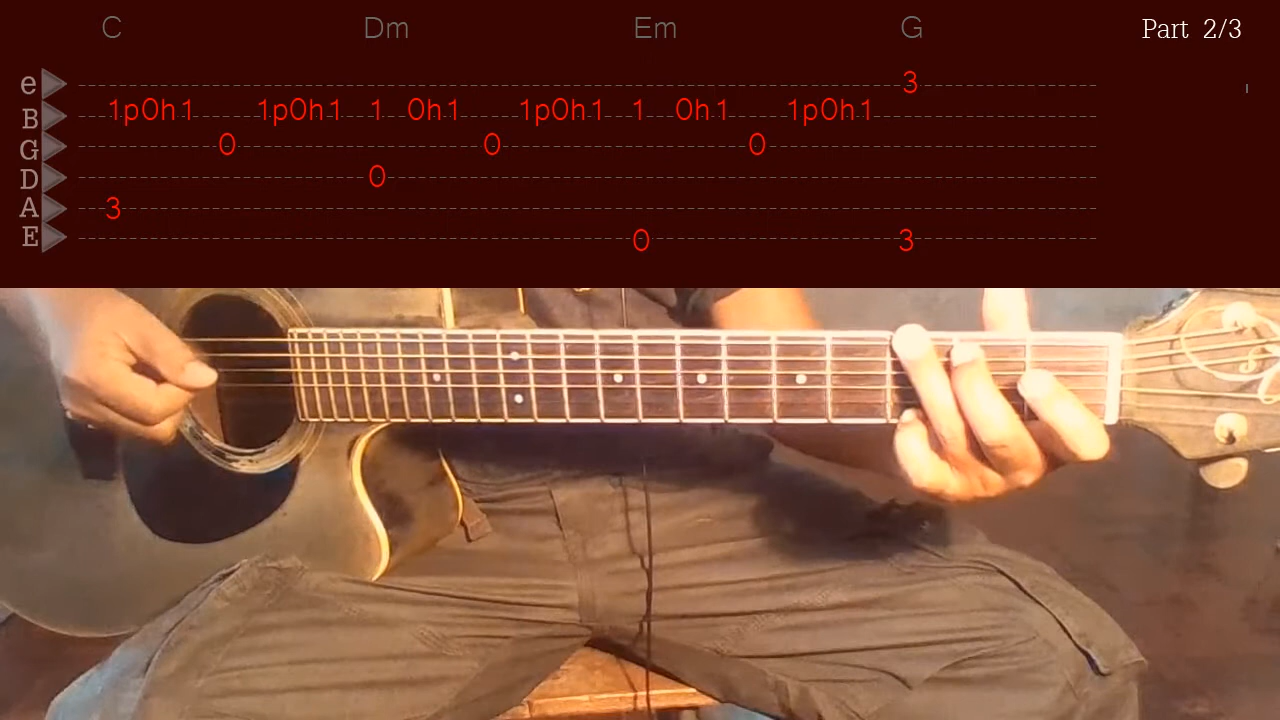 C Dm Em G Part 2/3
e 3
B 1p0h1 1p0h1 1 0h1 1p0h1 1 0h1 1p0h1
G 0 0 0
D 0
A 3
E 0 3